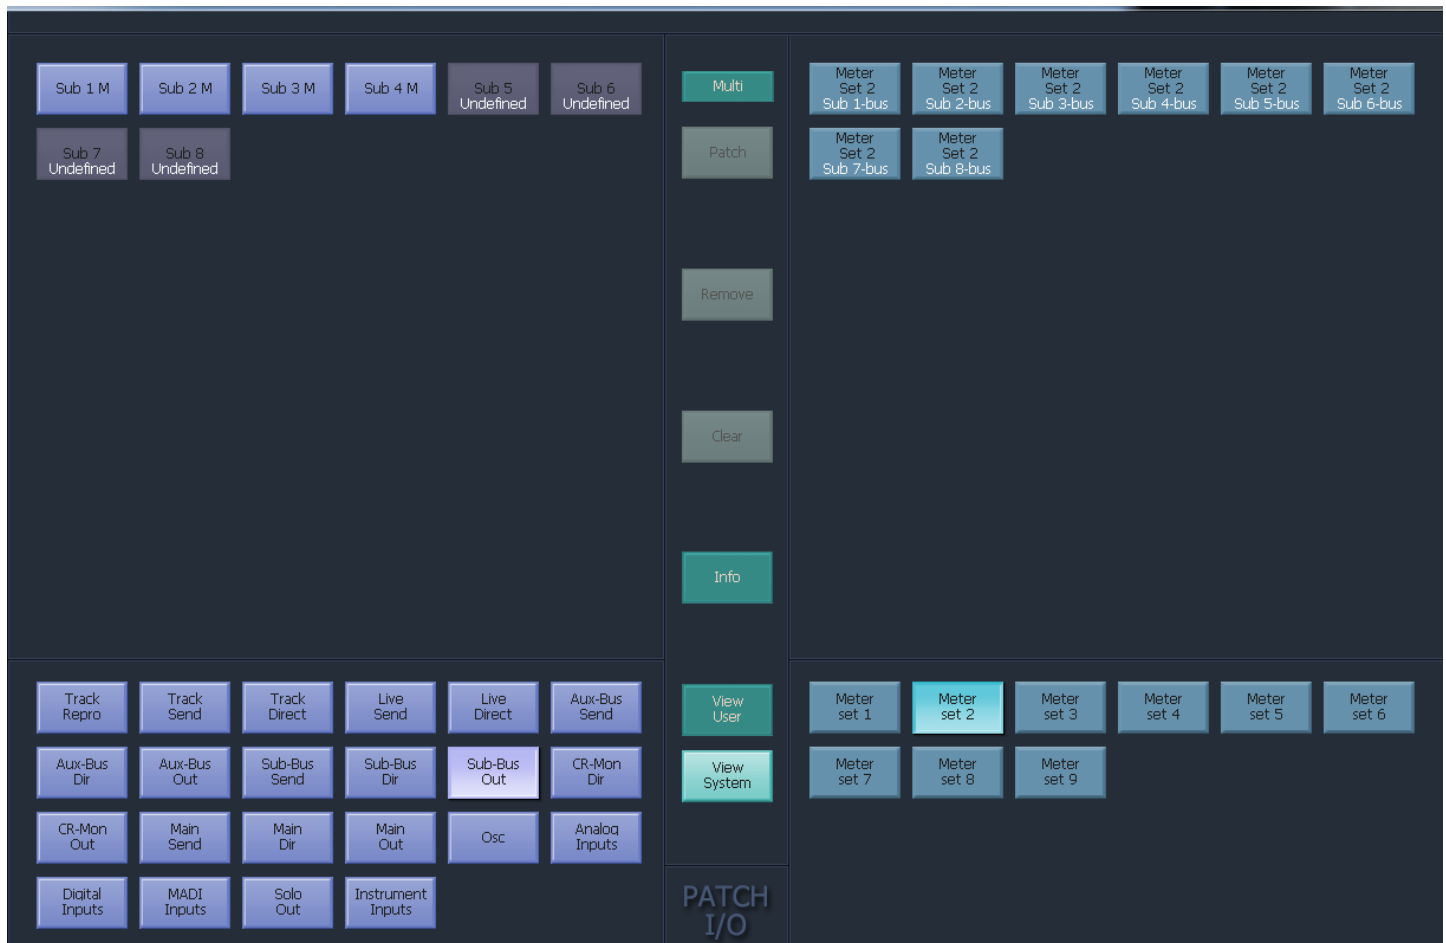 Sub 1 M
Sub 2 M
Sub 3 M
Sub 4 M
Sub 5
Undefined
Sub 6
Undefined
Sub 7
Undefined
Sub 8
Undefined
Multi
Patch
Remove
Clear
Info
View
User
View
System
PATCH
I/O
Meter
Set 2
Sub 1-bus
Meter
Set 2
Sub 2-bus
Meter
Set 2
Sub 3-bus
Meter
Set 2
Sub 4-bus
Meter
Set 2
Sub 5-bus
Meter
Set 2
Sub 6-bus
Meter
Set 2
Sub 7-bus
Meter
Set 2
Sub 8-bus
Track
Repro
Track
Send
Track
Direct
Live
Send
Live
Direct
Aux-Bus
Send
Aux-Bus
Dir
Aux-Bus
Out
Sub-Bus
Send
Sub-Bus
Dir
Sub-Bus
Out
CR-Mon
Dir
CR-Mon
Out
Main
Send
Main
Dir
Main
Out
Osc
Analog
Inputs
Digital
Inputs
MADI
Inputs
Solo
Out
Instrument
Inputs
Meter
set 1
Meter
set 2
Meter
set 3
Meter
set 4
Meter
set 5
Meter
set 6
Meter
set 7
Meter
set 8
Meter
set 9